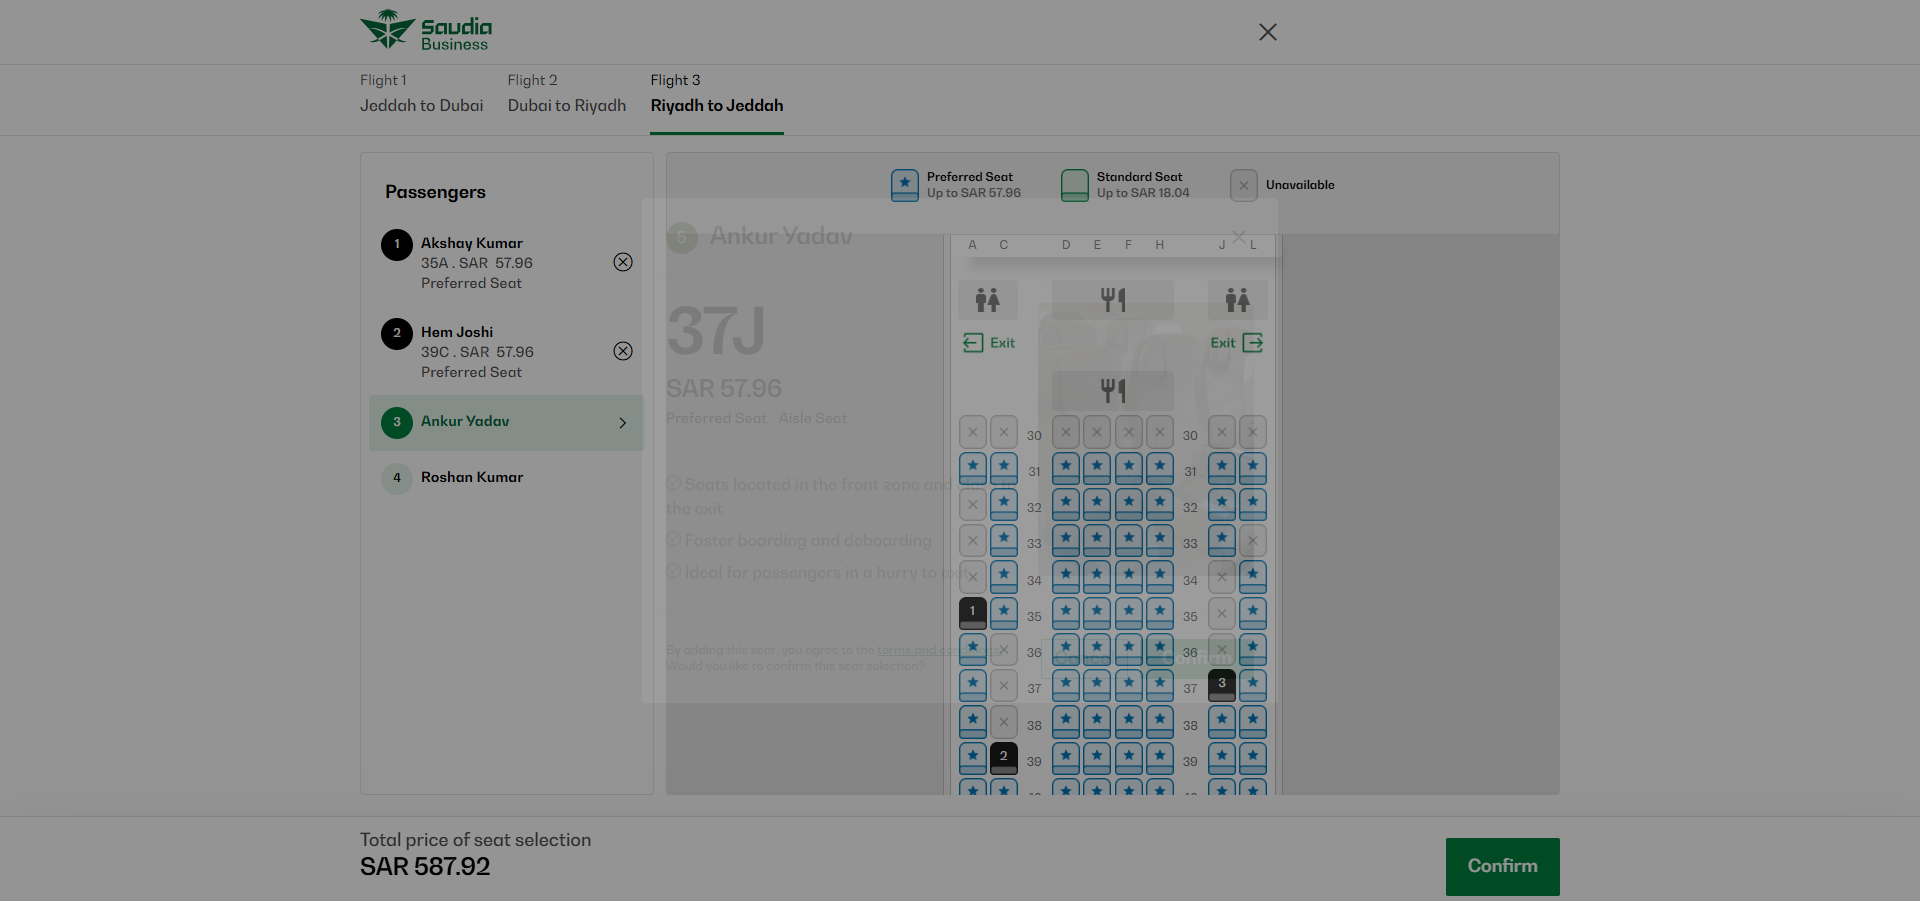 Saudia
Business
Flight 1
Jeddah to Dubai
Flight 2
Dubai to Riyadh
Flight 3
Riyadh to Jeddah
Passengers
1
Akshay Kumar
35A . SAR 57.96
Preferred Seat
2
Hem Joshi
39C . SAR 57.96
Preferred Seat
3
Ankur Yadav
4
Roshan Kumar
Preferred Seat
Up to SAR 57.96
Standard Seat
Up to SAR 18.04
Unavailable
5 Ankur Yadav
37J
SAR 57.96
Preferred Seat - Aisle Seat
Seats located in the front zone and close to
the exit
Faster boarding and deboarding
Ideal for passengers in a hurry to exit
By adding this seat, you agree to the terms and conditions.
Would you like to confirm this seat selection?
Confirm
A C D E F H J L
Exit Exit
30 30
31 31
32 32
33 33
34 34
1 35 35
36 36
37 37 3
38 38
2 39 39
Total price of seat selection
SAR 587.92
Confirm